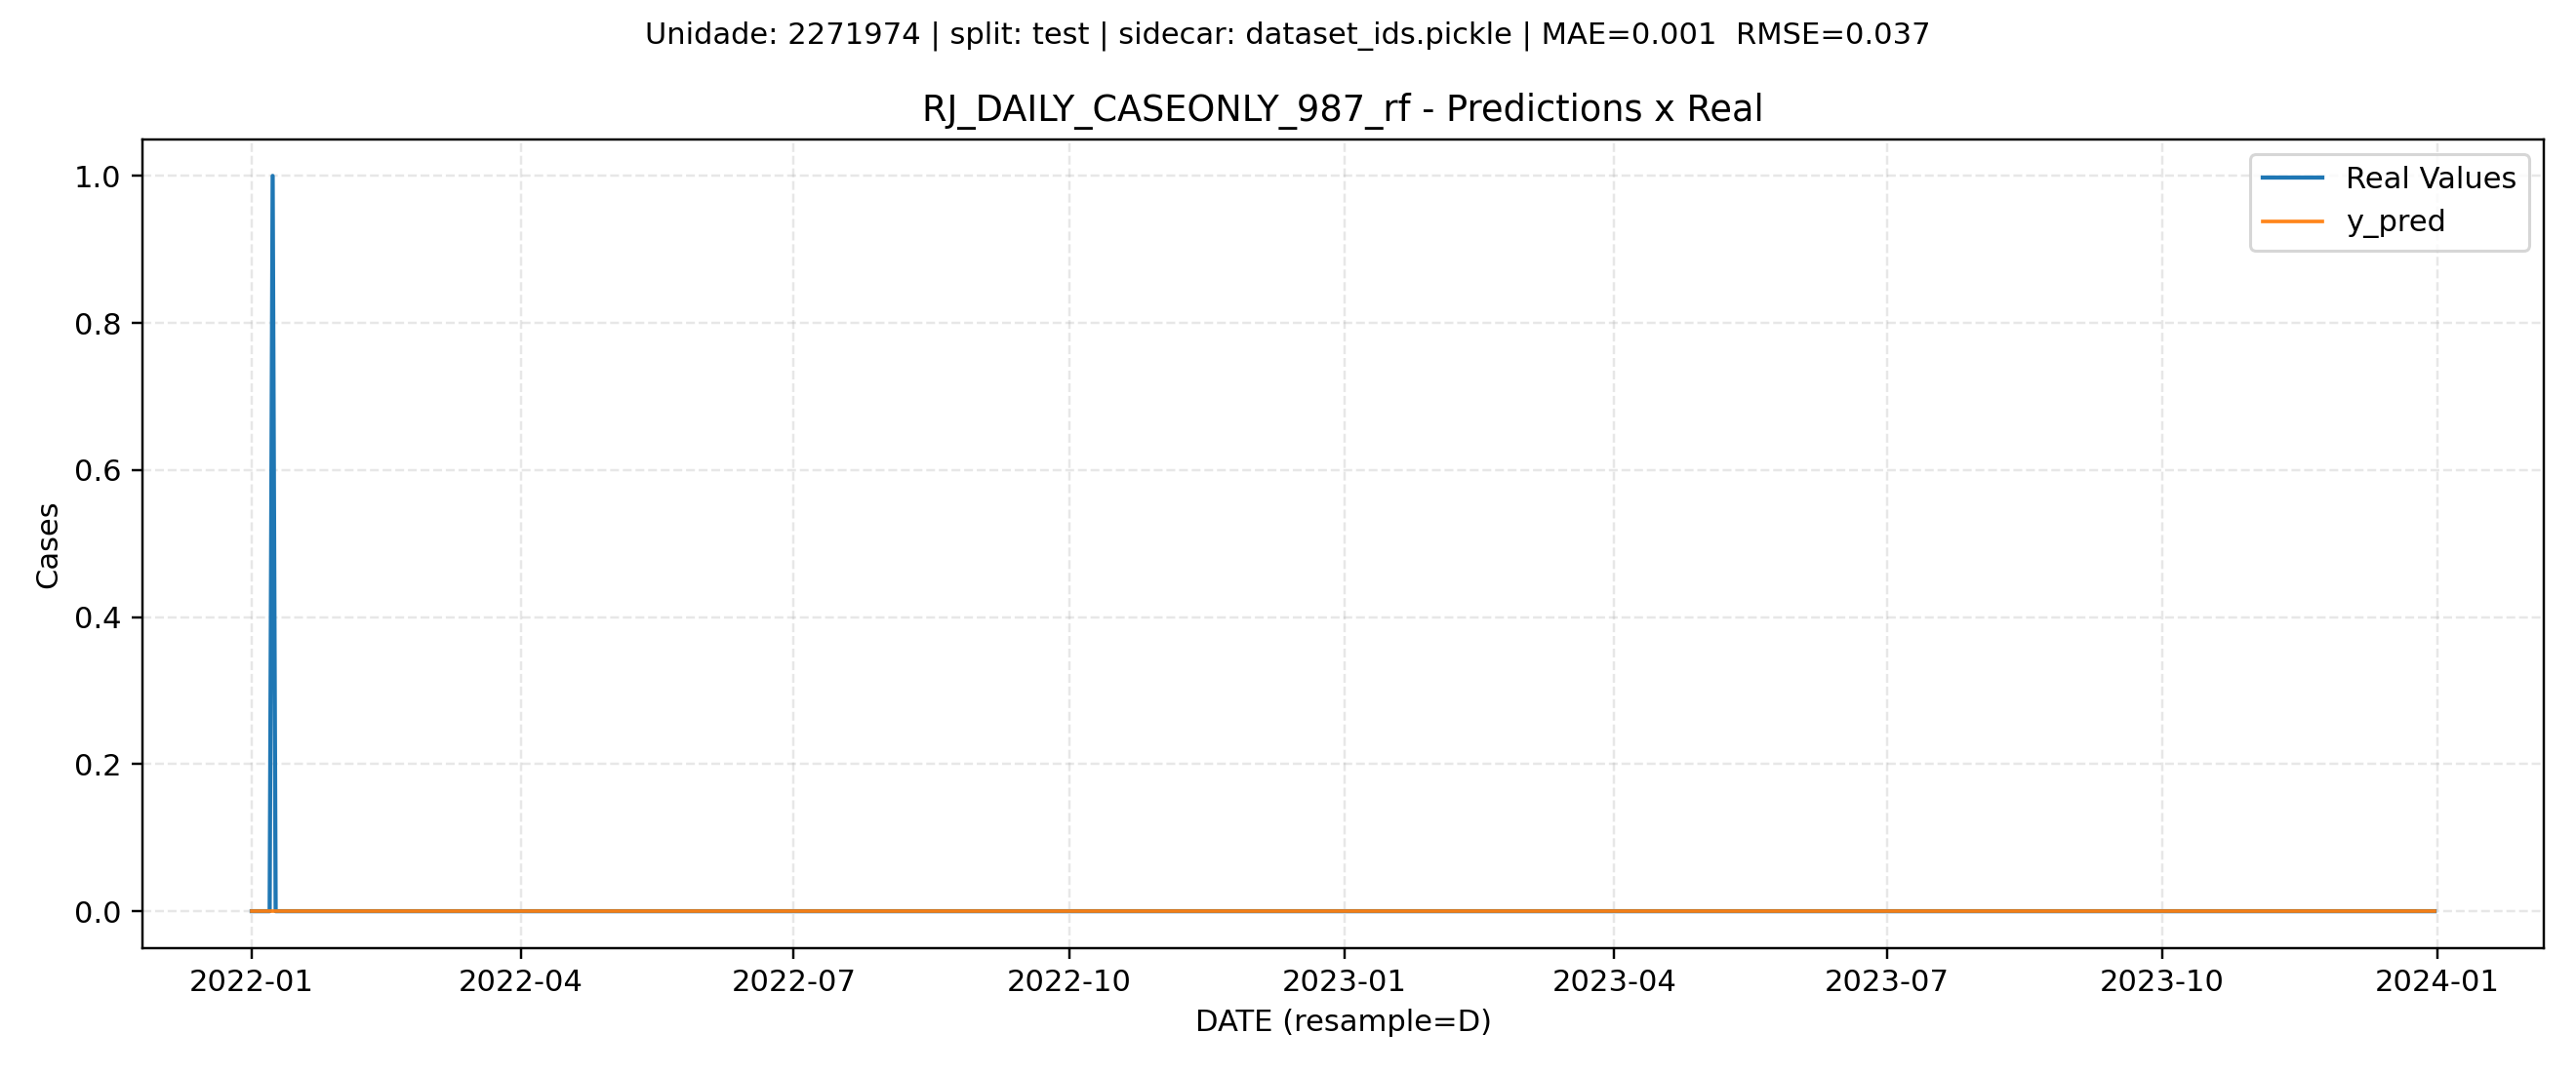 Unidade: 2271974 | split: test | sidecar: dataset_ids.pickle | MAE=0.001  RMSE=0.037
RJ_DAILY_CASEONLY_987_rf - Predictions x Real
Real Values
y_pred
1.0
0.8
0.6
0.4
0.2
0.0
Cases
2022-01
2022-04
2022-07
2022-10
2023-01
2023-04
2023-07
2023-10
2024-01
DATE (resample=D)